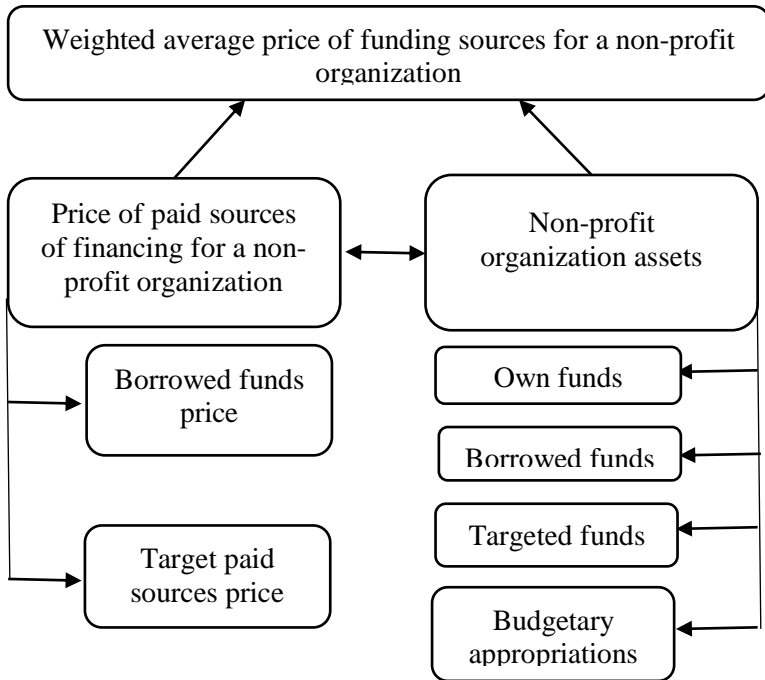 Weighted average price of funding sources for a non-profit
organization
Price of paid sources
of financing for a non-
profit organization
Non-profit
organization assets
Borrowed funds
price
Target paid
sources price
Own funds
Borrowed funds
Targeted funds
Budgetary
appropriations